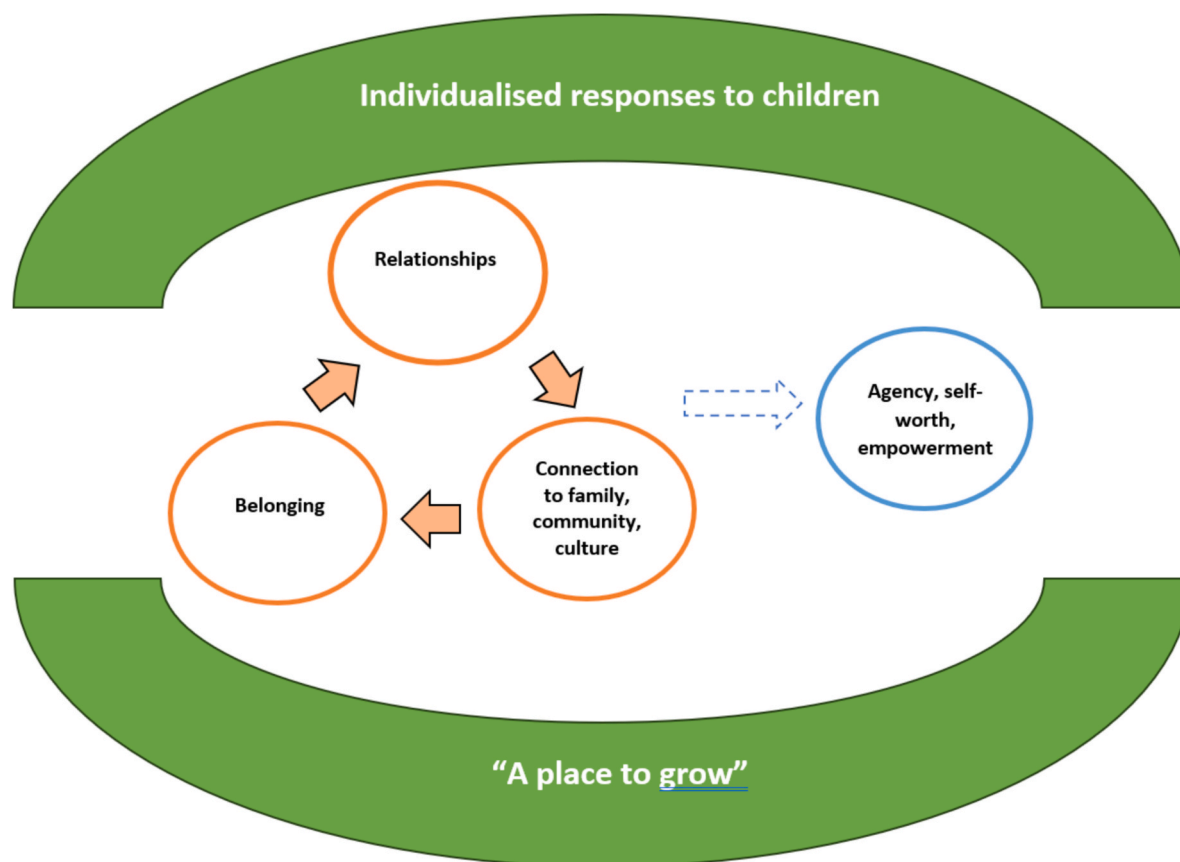 Individualised responses to children
Relationships
Agency, self-
worth,
empowerment
Belonging
Connection
to family,
community,
culture
“A place to grow”